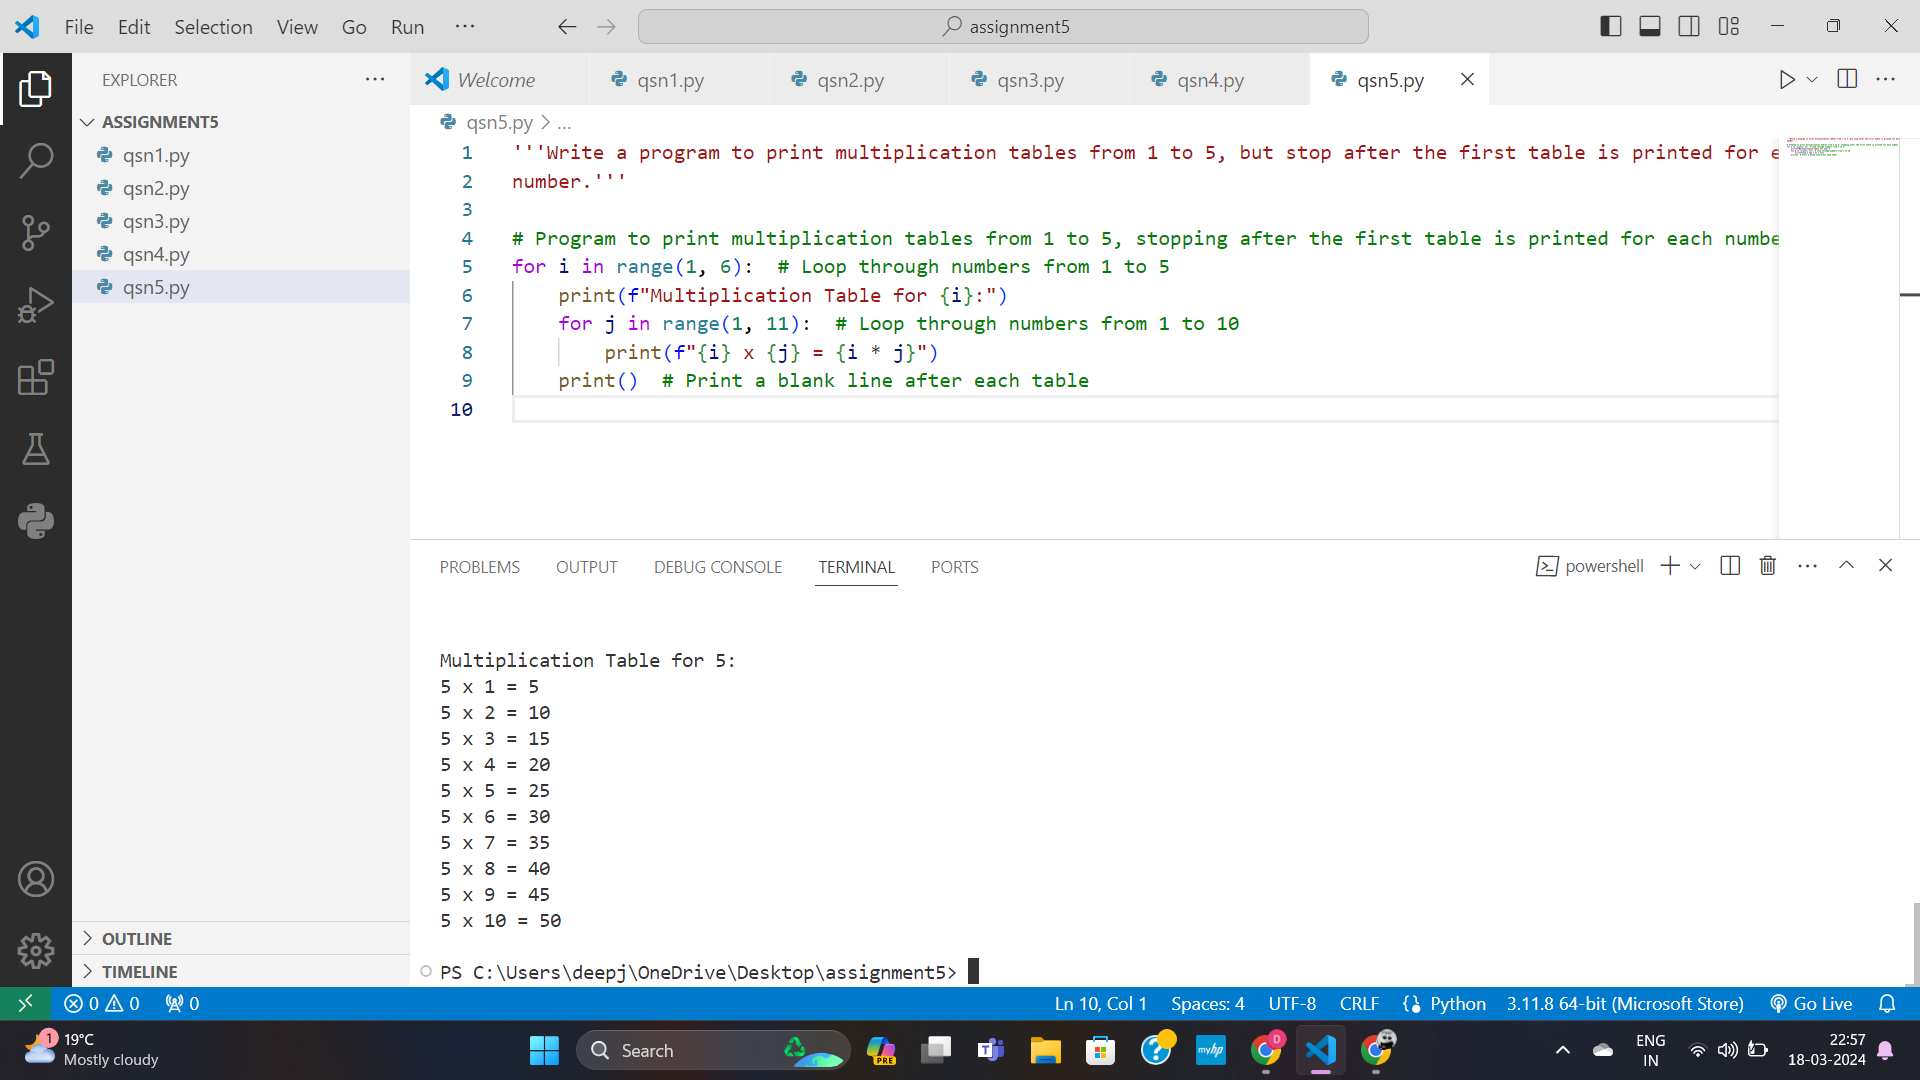 File Edit Selection View Go Run ··· assignment5
EXPLORER ···
ASSIGNMENT5
qsn1.py
qsn2.py
qsn3.py
qsn4.py
qsn5.py
OUTLINE
TIMELINE
Welcome qsn1.py qsn2.py qsn3.py qsn4.py qsn5.py
qsn5.py > ...
1 '''Write a program to print multiplication tables from 1 to 5, but stop after the first table is printed for e
2 number.'''
3
4 # Program to print multiplication tables from 1 to 5, stopping after the first table is printed for each numbe
5 for i in range(1, 6):  # Loop through numbers from 1 to 5
6     print(f"Multiplication Table for {i}:")
7     for j in range(1, 11):  # Loop through numbers from 1 to 10
8         print(f"{i} x {j} = {i * j}")
9     print()  # Print a blank line after each table
10
PROBLEMS OUTPUT DEBUG CONSOLE TERMINAL PORTS powershell
Multiplication Table for 5:
5 x 1 = 5
5 x 2 = 10
5 x 3 = 15
5 x 4 = 20
5 x 5 = 25
5 x 6 = 30
5 x 7 = 35
5 x 8 = 40
5 x 9 = 45
5 x 10 = 50
PS C:\Users\deepj\OneDrive\Desktop\assignment5>
0 0 0 Ln 10, Col 1 Spaces: 4 UTF-8 CRLF Python 3.11.8 64-bit (Microsoft Store) Go Live
1 19°C
Mostly cloudy
Search
PRE
myhp
D
ENG
IN
22:57
18-03-2024